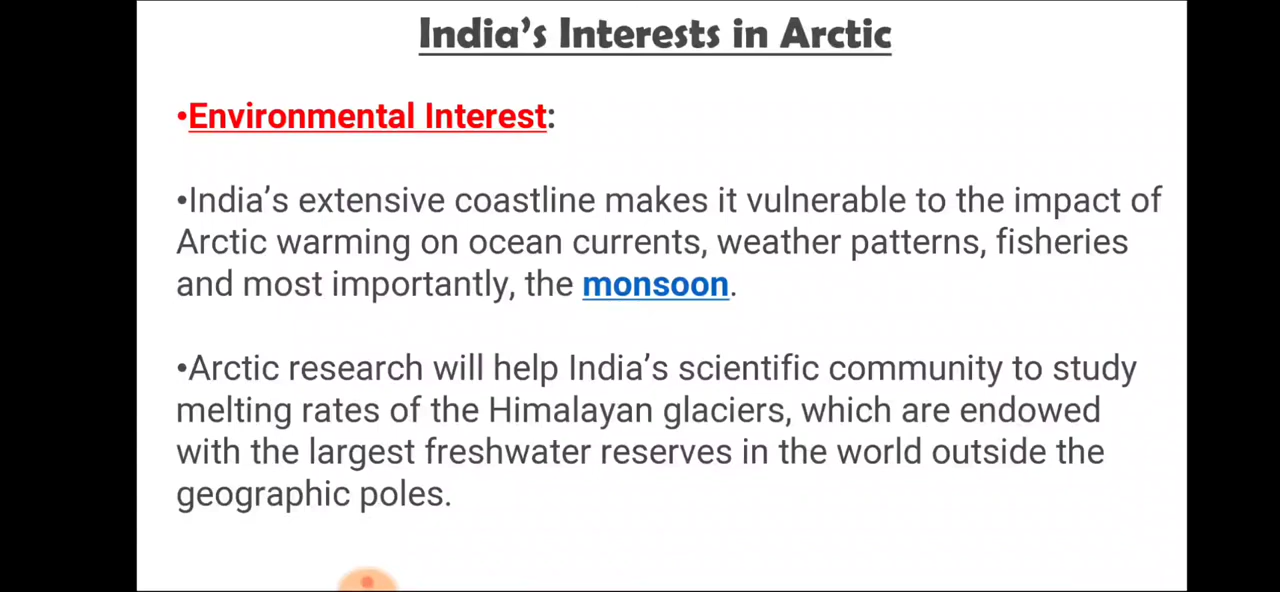 India’s Interests in Arctic
•Environmental Interest:
•India’s extensive coastline makes it vulnerable to the impact of
Arctic warming on ocean currents, weather patterns, fisheries
and most importantly, the monsoon.
•Arctic research will help India’s scientific community to study
melting rates of the Himalayan glaciers, which are endowed
with the largest freshwater reserves in the world outside the
geographic poles.